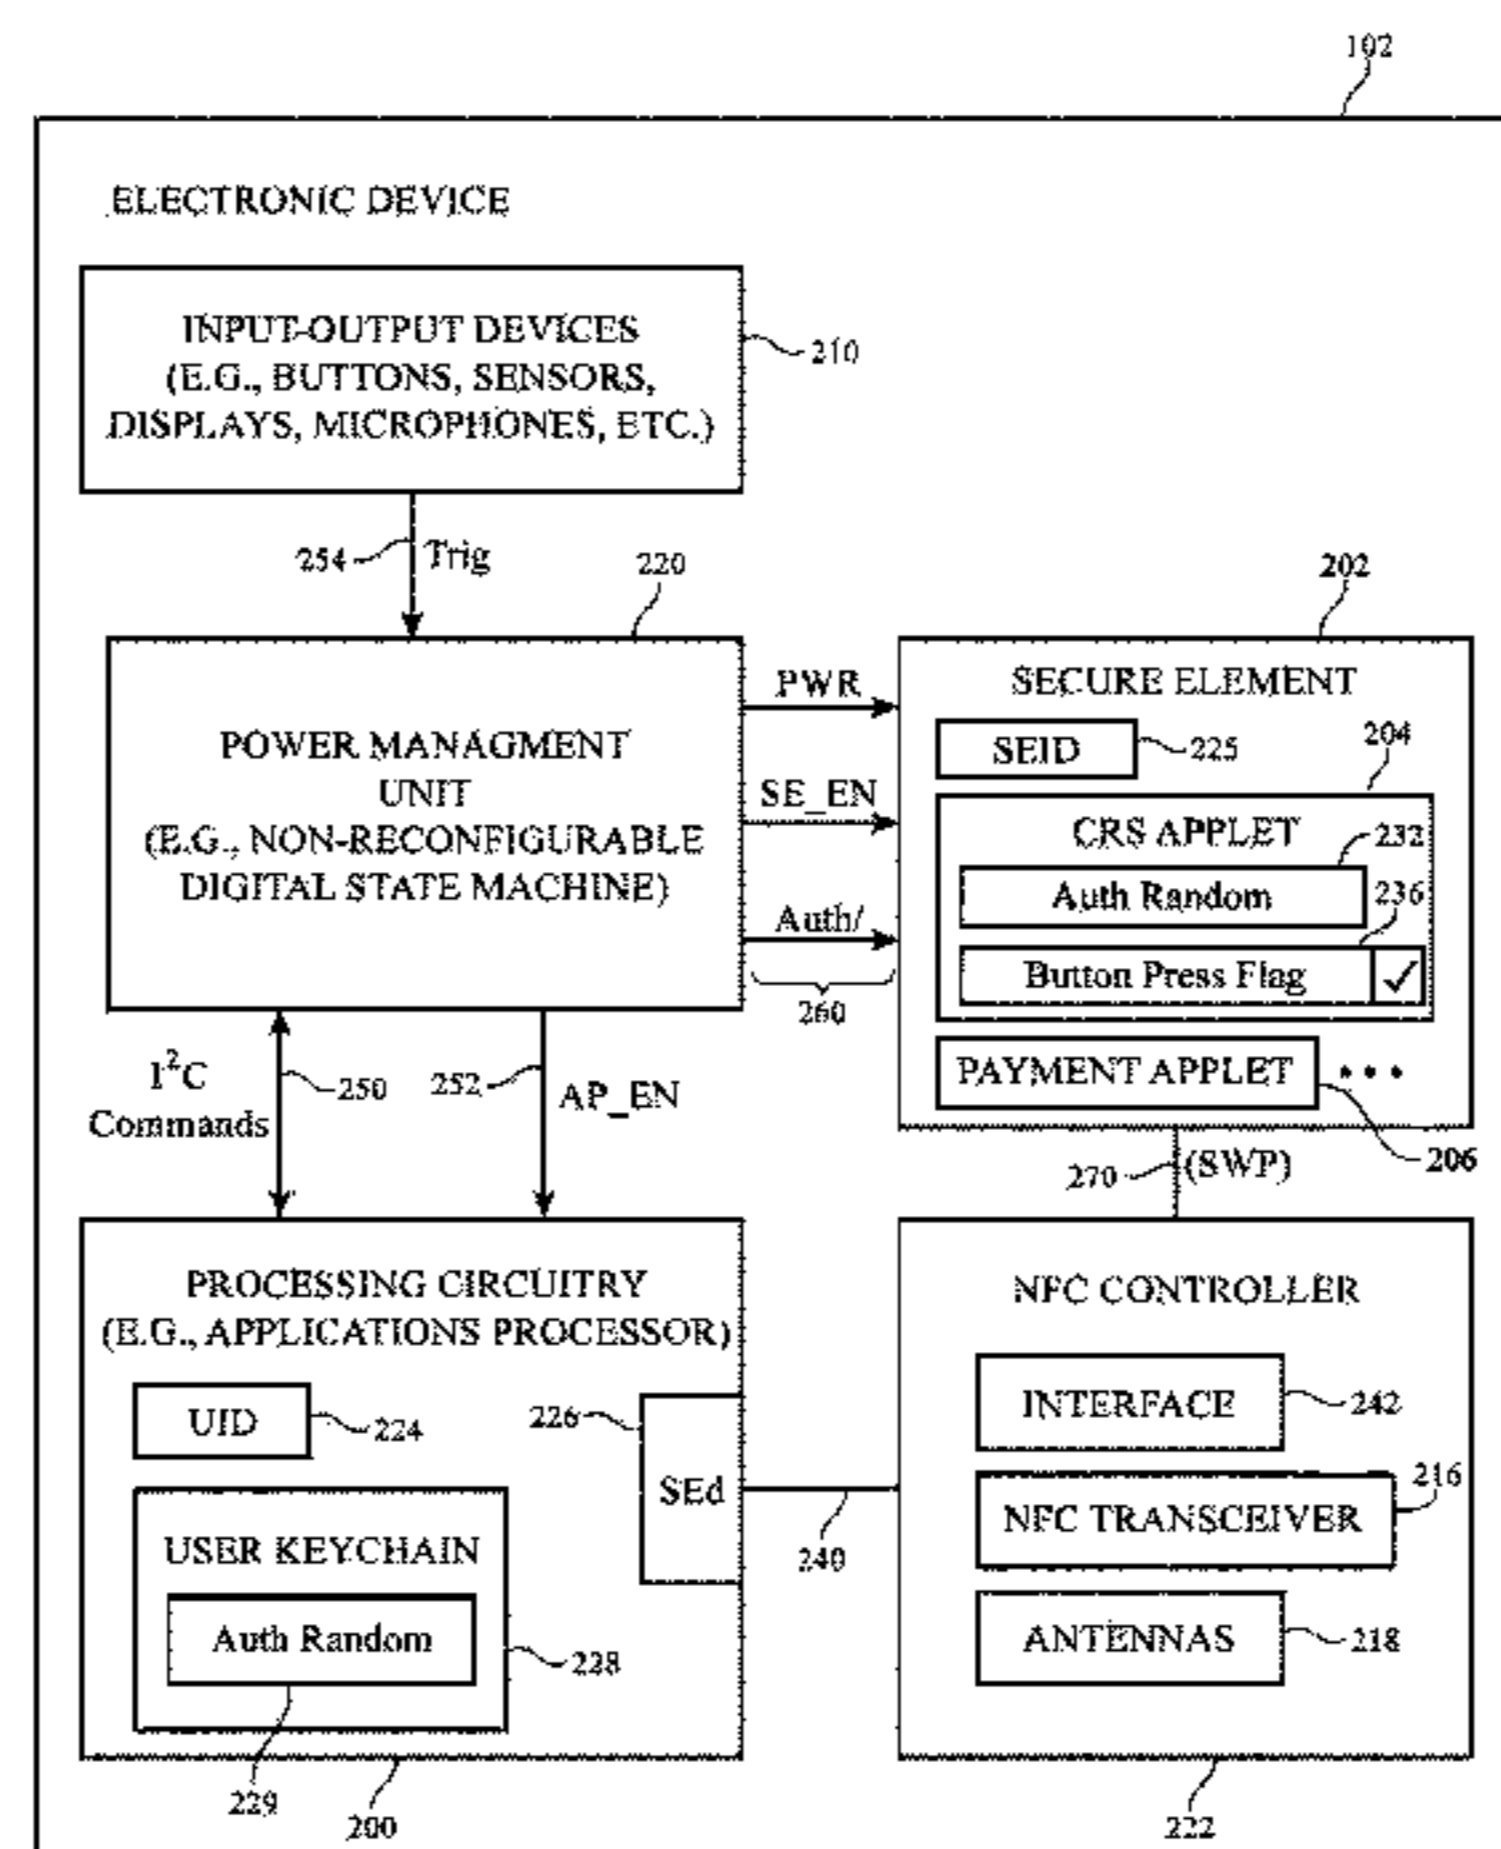 102
ELECTRONIC DEVICE
INPUT-OUTPUT DEVICES
(E.G., BUTTONS, SENSORS,
DISPLAYS, MICROPHONES, ETC.)
210
254
Trig
220
202
POWER MANAGMENT
UNIT
(E.G., NON-RECONFIGURABLE
DIGITAL STATE MACHINE)
PWR
SE_EN
Auth/
260
SECURE ELEMENT
SEID
225
204
CRS APPLET
232
Auth Random
236
Button Press Flag
✓
PAYMENT APPLET
• • •
206
I²C
Commands
250
252
AP_EN
270
(SWP)
PROCESSING CIRCUITRY
(E.G., APPLICATIONS PROCESSOR)
UID
224
226
SEd
USER KEYCHAIN
Auth Random
228
229
200
240
NFC CONTROLLER
INTERFACE
242
NFC TRANSCEIVER
216
ANTENNAS
218
222